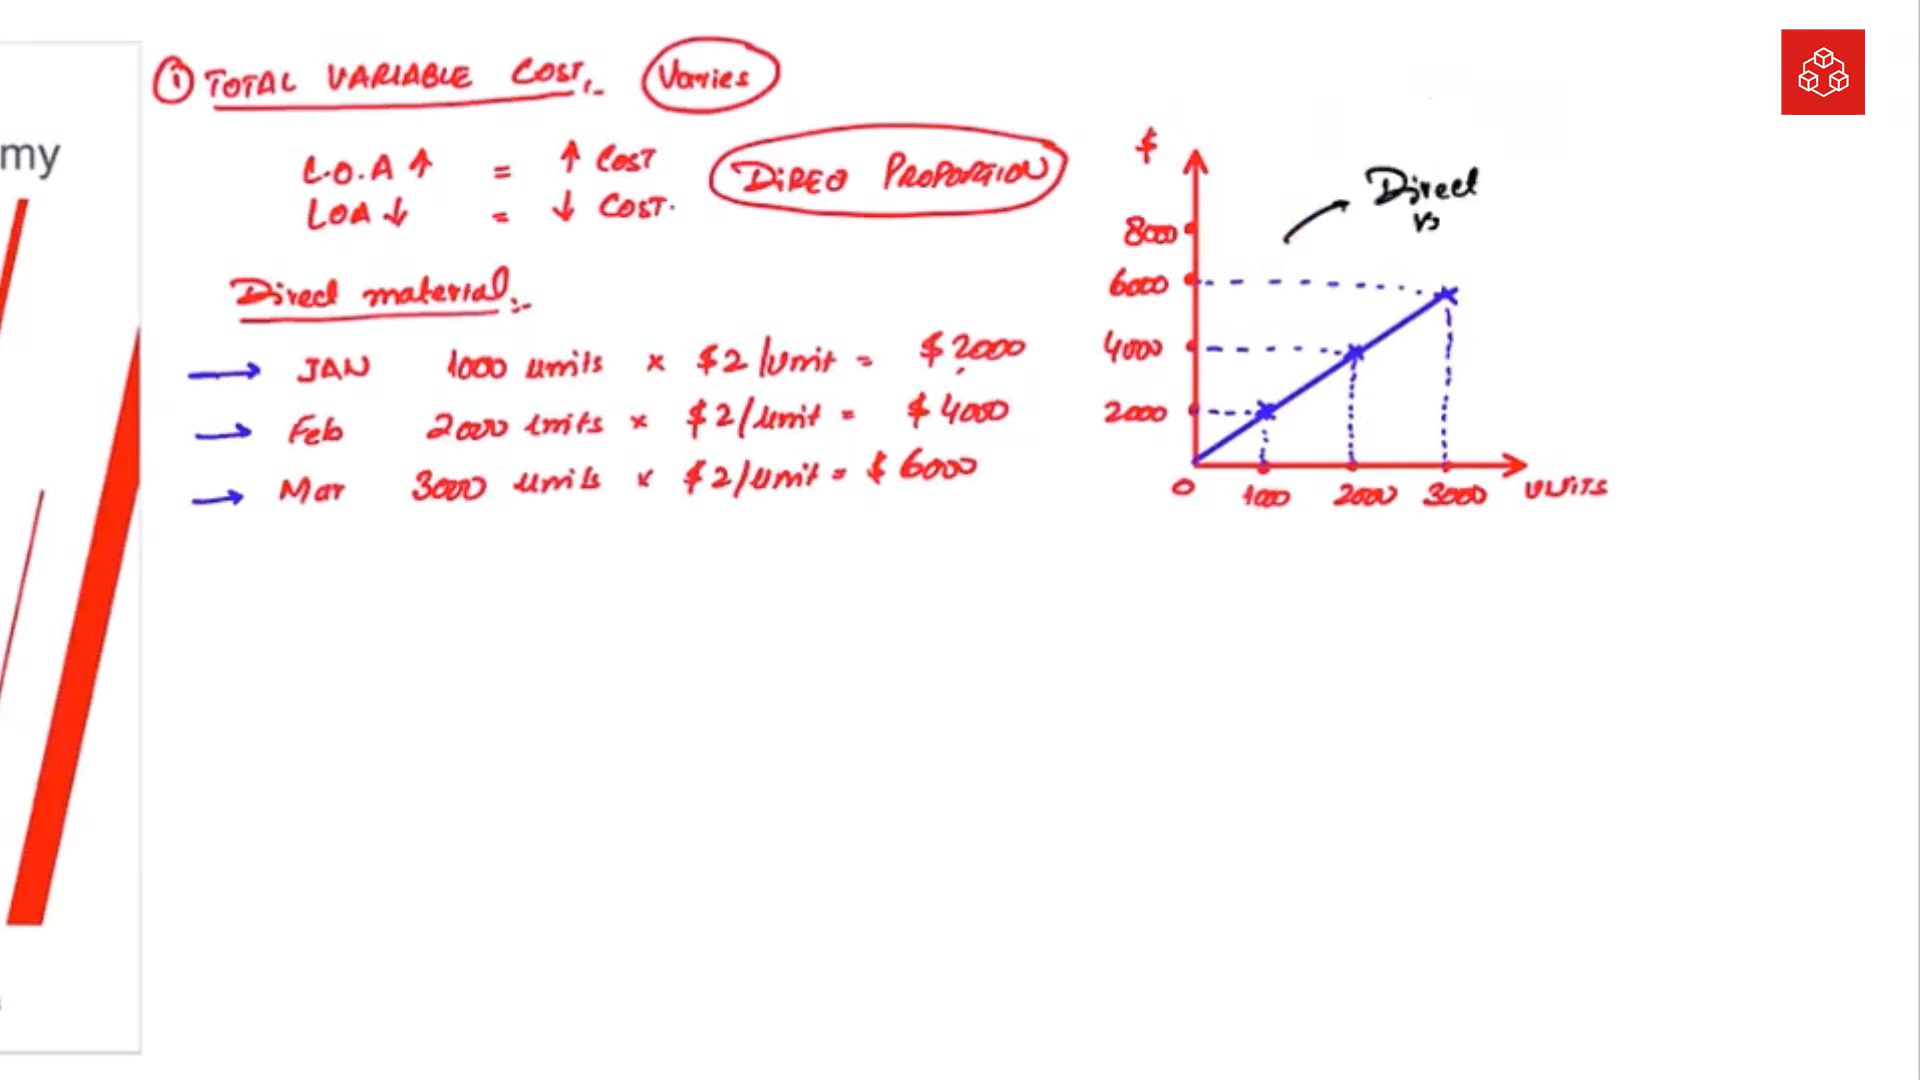 my
① TOTAL VARIABLE COST:- Varies
L.O.A ↑ = ↑ COST
LOA ↓ = ↓ COST.
DIRECT PROPORTION
Direct material:-
→ JAN 1000 units × $2/unit = $2000
→ Feb 2000 units × $2/unit = $4000
→ Mar 3000 units × $2/unit = $6000
$
Direct
vs
8000
6000
4000
2000
0 1000 2000 3000 UNITS